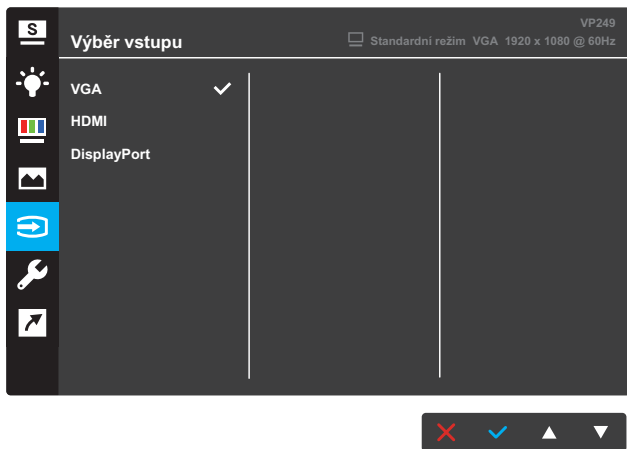 S
VP249
Výběr vstupu
Standardní režim VGA 1920 x 1080 @ 60Hz
VGA
HDMI
DisplayPort